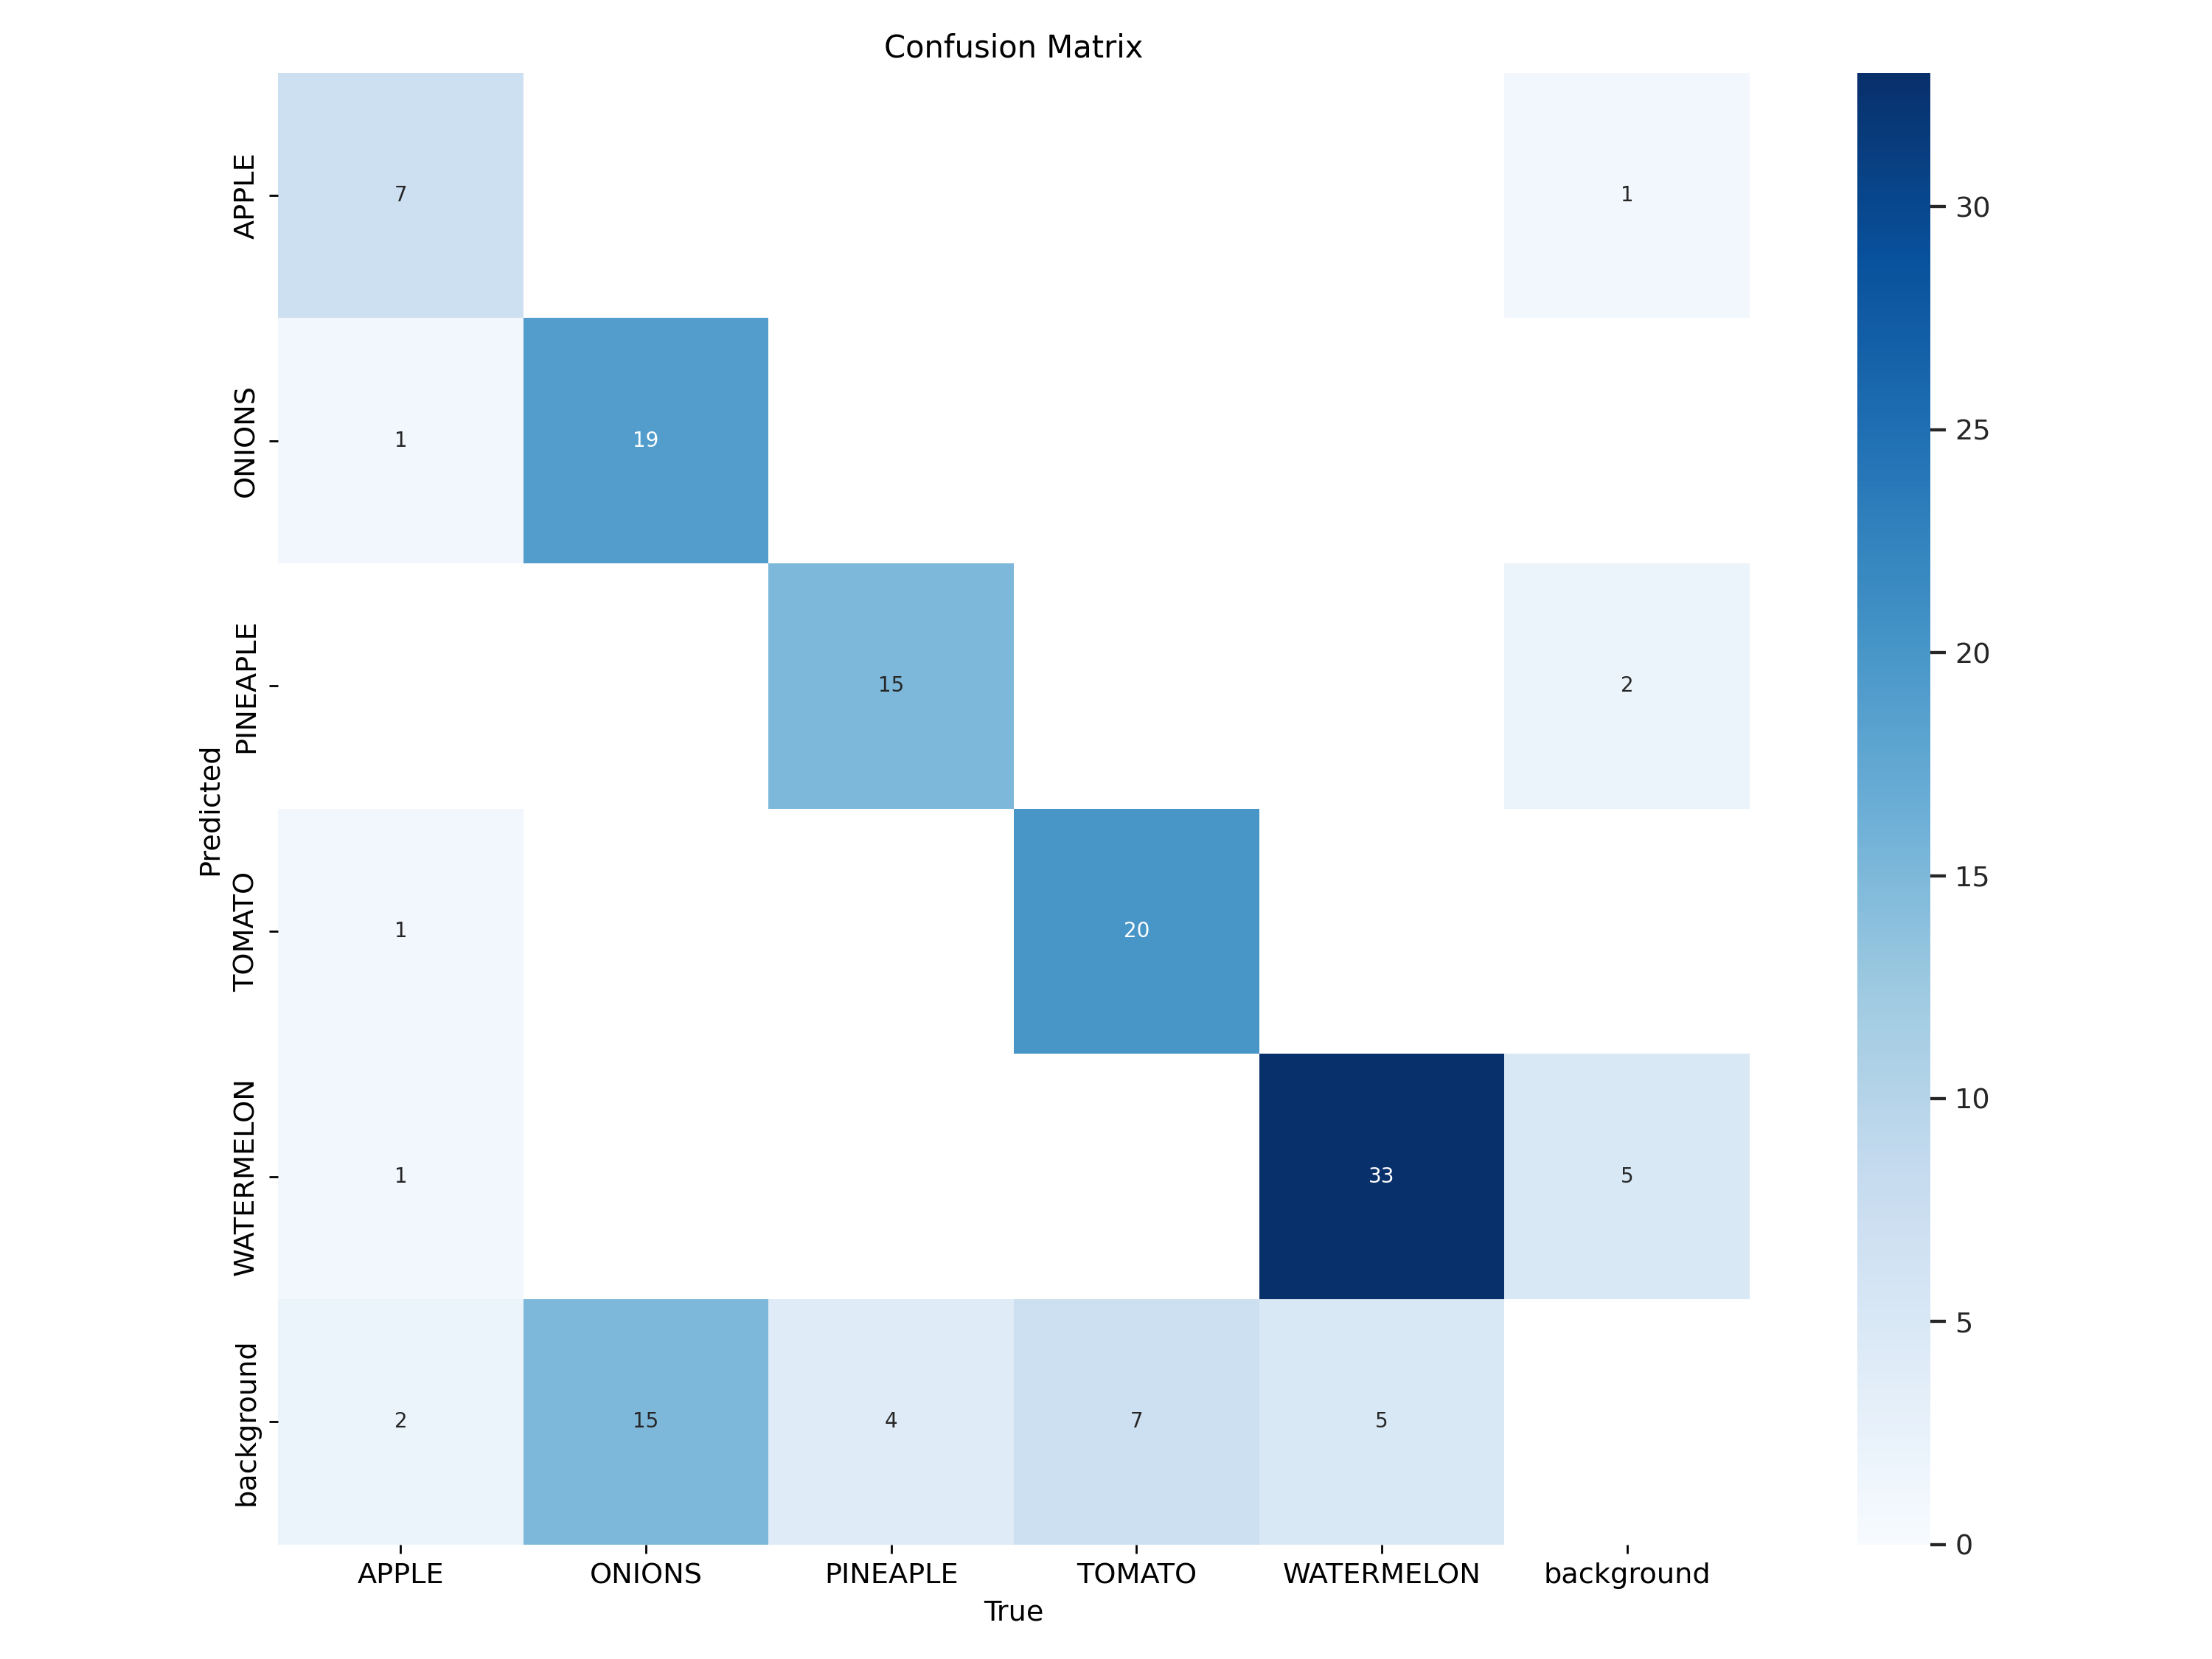 Confusion Matrix
APPLE
7
1
30
ONIONS
1
19
25
PINEAPLE
15
2
20
Predicted
TOMATO
1
20
15
WATERMELON
1
33
5
10
background
2
15
4
7
5
5
0
APPLE ONIONS PINEAPLE TOMATO WATERMELON background
True